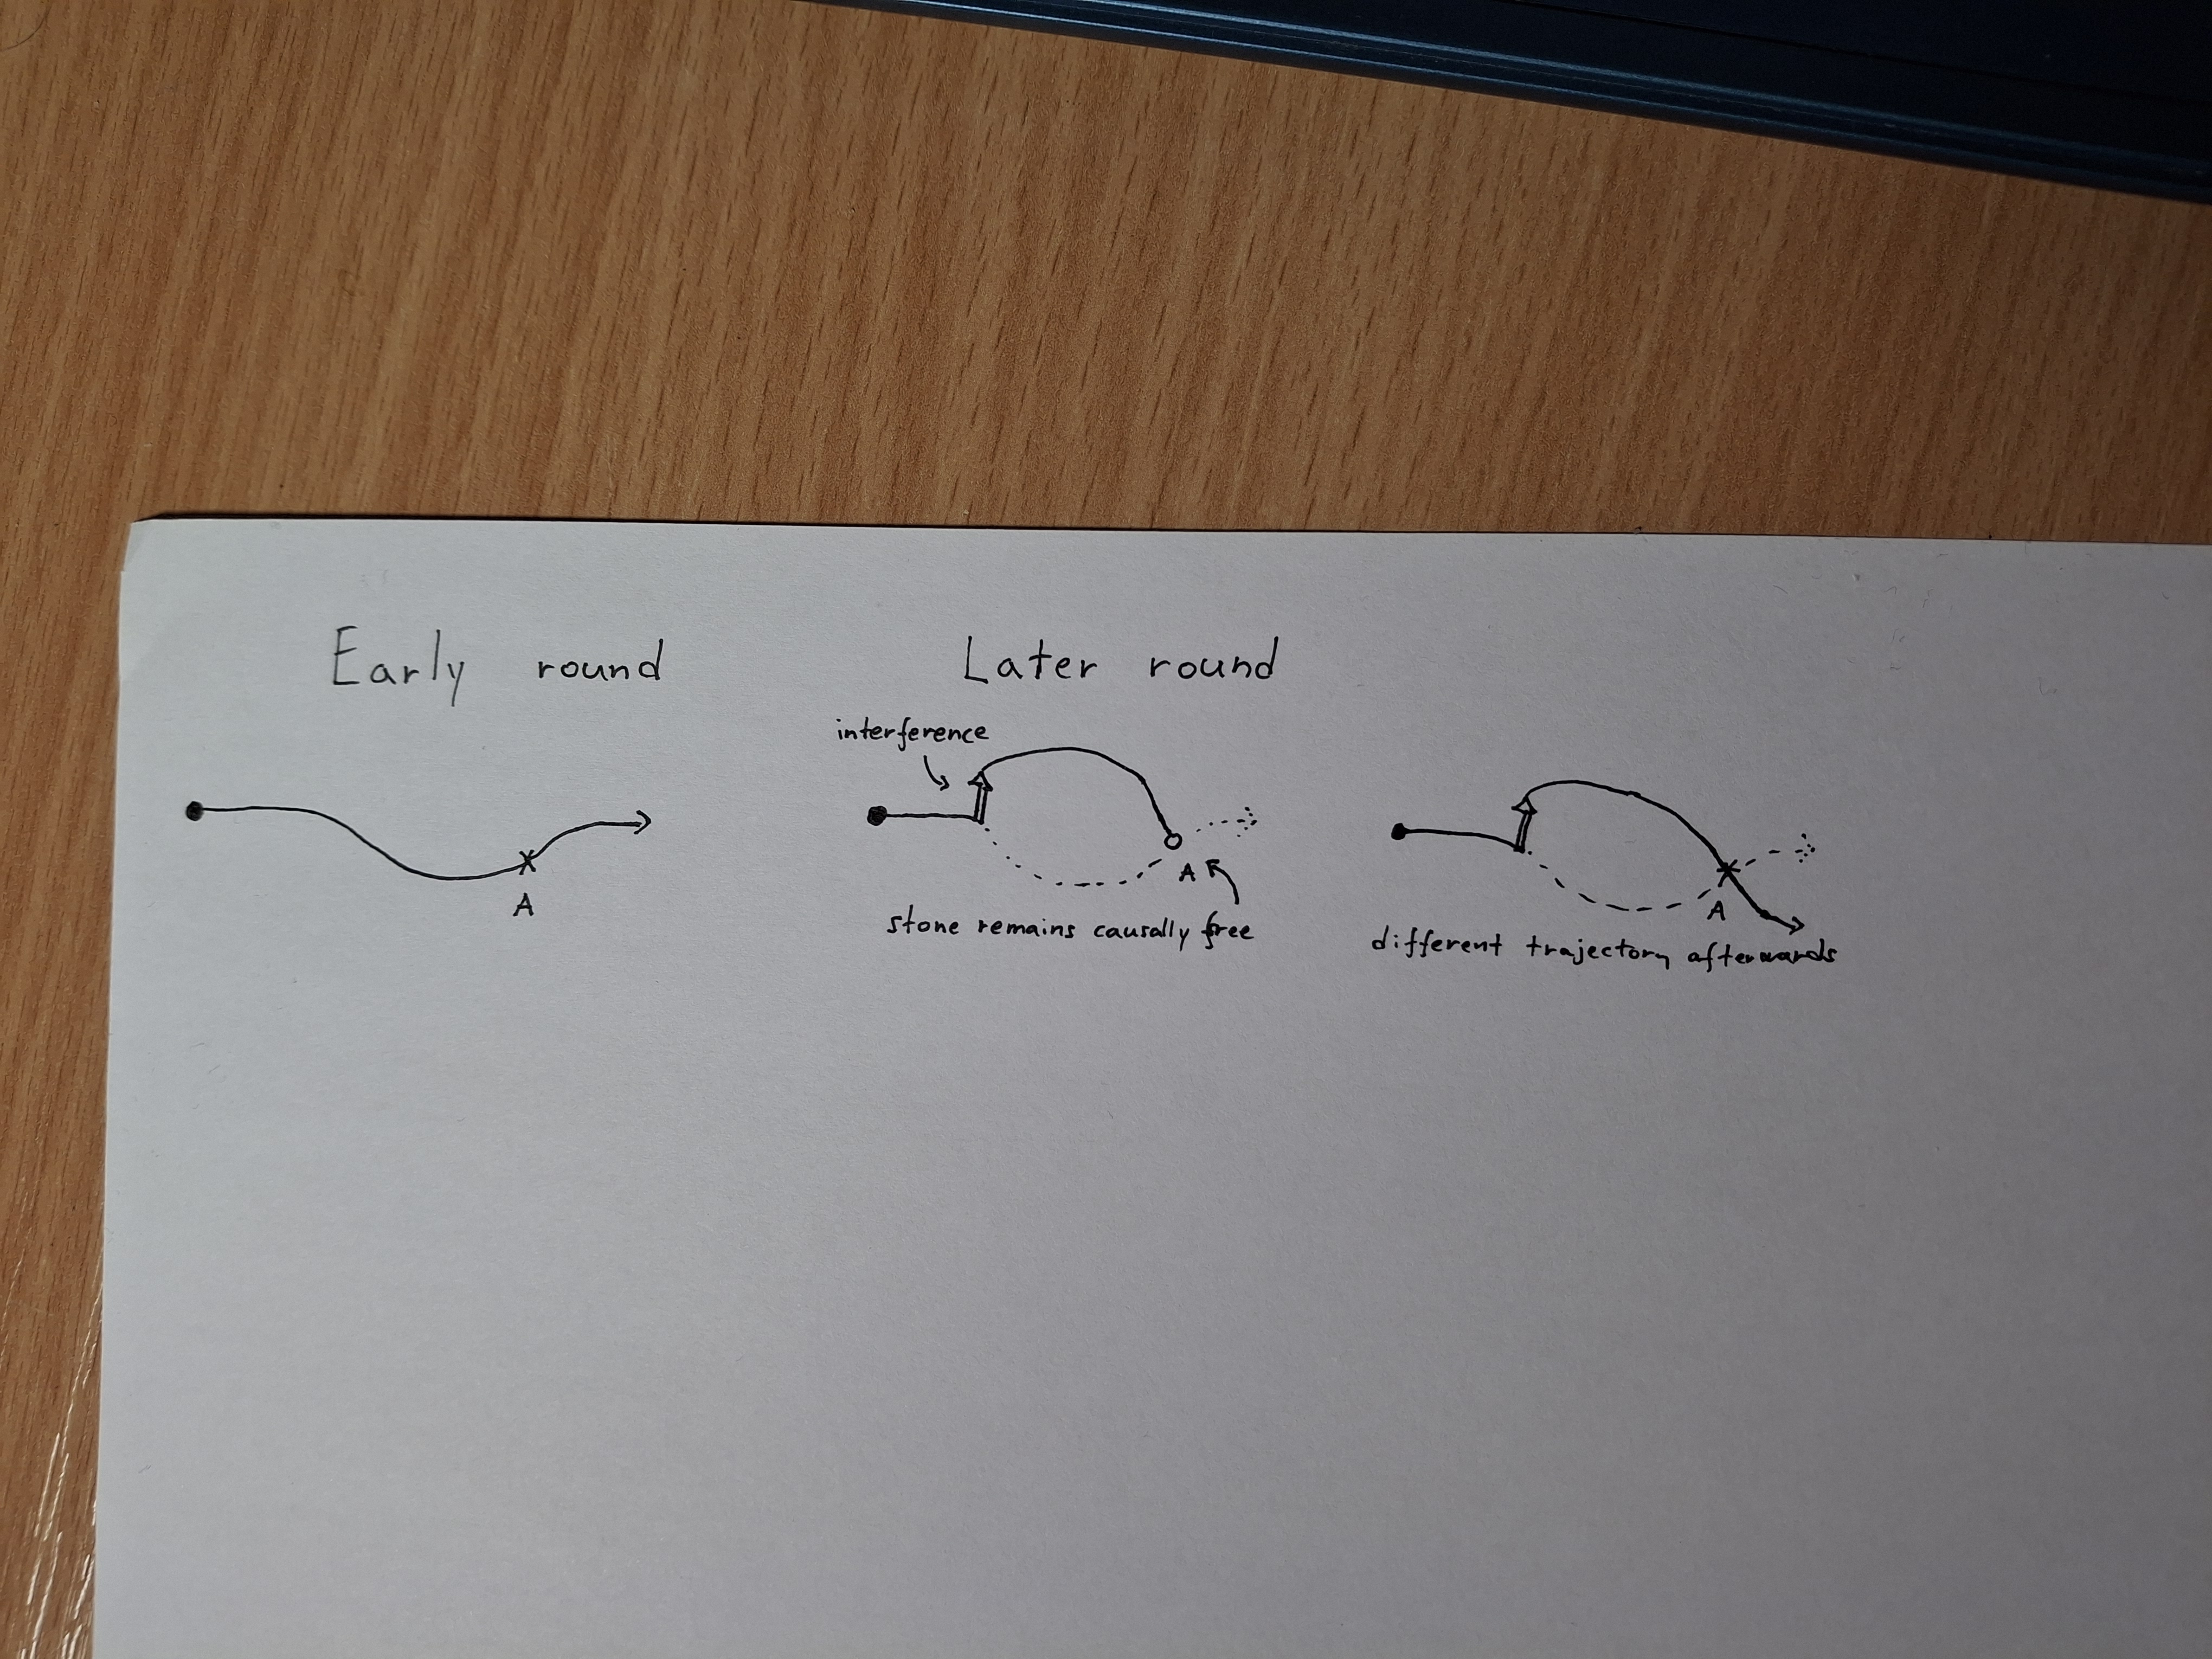 Early round
A
Later round
interference
A
stone remains causally free
A
different trajectory afterwards